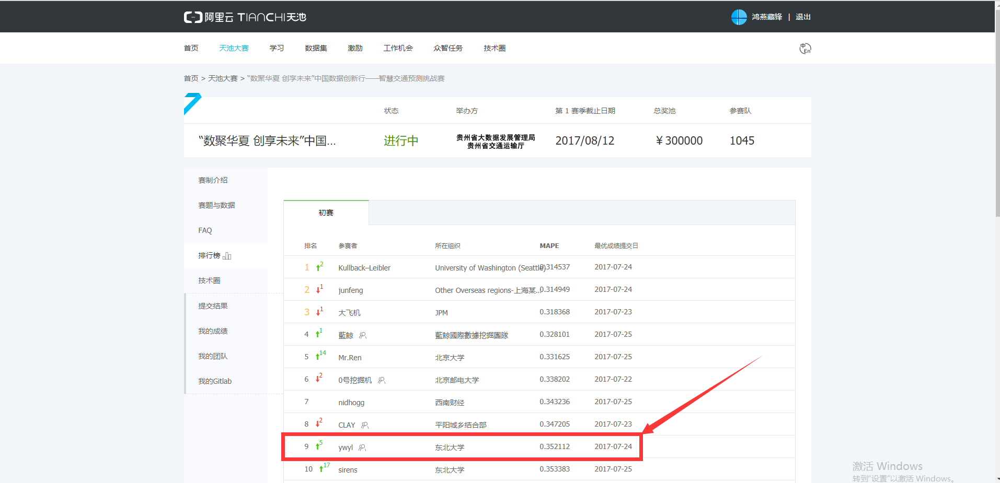 阿里云 TIANCHI天池
鸿燕藏锋 | 退出
首页 天池大赛 学习 数据集 激励 工作机会 众智任务 技术圈
中 En
首页 > 天池大赛 > “数聚华夏 创享未来”中国数据创新行——智慧交通预测挑战赛
状态 举办方 第 1 赛季截止日期 总奖池 参赛队
“数聚华夏 创享未来”中国... 进行中 贵州省大数据发展管理局 2017/08/12 ￥300000 1045
贵州省交通运输厅
赛制介绍
赛题与数据
FAQ
排行榜
技术圈
提交结果
我的成绩
我的团队
我的Gitlab
初赛
排名 参赛者 所在组织 MAPE 最优成绩提交日
1 2 Kullback–Leibler University of Washington (Seattle) 0.314537 2017-07-24
2 1 junfeng Other Overseas regions-上海某... 0.314949 2017-07-24
3 1 大飞机 JPM 0.318368 2017-07-23
4 1 藍鯨 藍鯨國際數據挖掘團隊 0.328101 2017-07-25
5 14 Mr.Ren 北京大学 0.331625 2017-07-25
6 2 0号挖掘机 北京邮电大学 0.338202 2017-07-22
7 nidhogg 西南财经 0.343236 2017-07-25
8 2 CLAY 平阳城乡结合部 0.347205 2017-07-23
9 5 ywyl 东北大学 0.352112 2017-07-24
10 17 sirens 东北大学 0.353383 2017-07-25
激活 Windows
转到“设置”以激活 Windows。